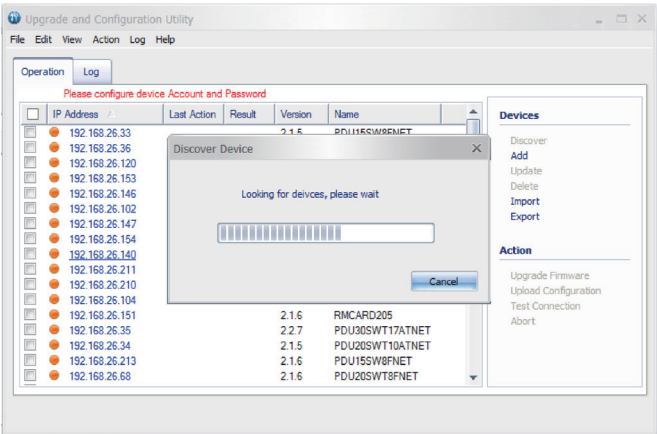 Upgrade and Configuration Utility
File Edit View Action Log Help
Operation Log
Please configure device Account and Password
IP Address Last Action Result Version Name
192.168.26.33 2.1.5 PDU15SW8FNET
192.168.26.36
192.168.26.120
192.168.26.153
192.168.26.146
192.168.26.102
192.168.26.147
192.168.26.154
192.168.26.140
192.168.26.211
192.168.26.210
192.168.26.104
192.168.26.151 2.1.6 RMCARD205
192.168.26.35 2.2.7 PDU30SWT17ATNET
192.168.26.34 2.1.5 PDU20SWT10ATNET
192.168.26.213 2.1.6 PDU15SW8FNET
192.168.26.68 2.1.6 PDU20SWT8FNET
Discover Device
Looking for deivces, please wait
Cancel
Devices
Discover
Add
Update
Delete
Import
Export
Action
Upgrade Firmware
Upload Configuration
Test Connection
Abort